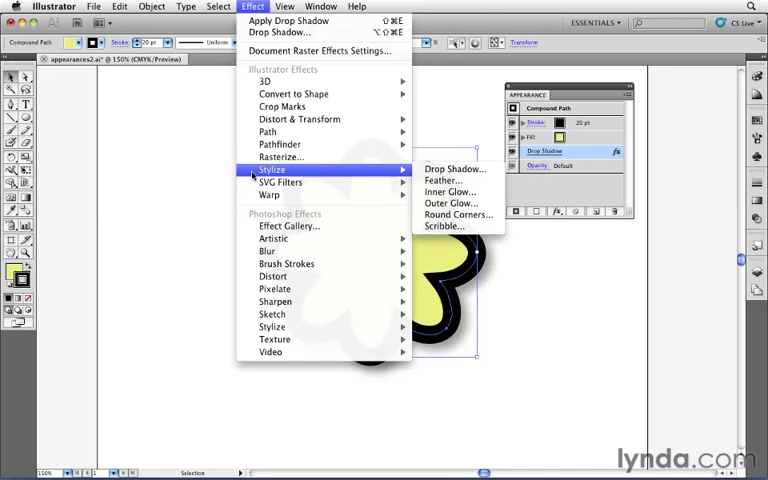 Illustrator File Edit Object Type Select Effect View Window Help
ESSENTIALS
CS Live
Compound Path Stroke: 20 pt Uniform % Transform
appearances2.ai* @ 150% (CMYK/Preview)
Apply Drop Shadow ⇧⌘E
Drop Shadow... ⌥⇧⌘E
Document Raster Effects Settings...
Illustrator Effects
3D
Convert to Shape
Crop Marks
Distort & Transform
Path
Pathfinder
Rasterize...
Stylize
SVG Filters
Warp
Photoshop Effects
Effect Gallery...
Artistic
Blur
Brush Strokes
Distort
Pixelate
Sharpen
Sketch
Stylize
Texture
Video
Drop Shadow...
Feather...
Inner Glow...
Outer Glow...
Round Corners...
Scribble...
APPEARANCE
Compound Path
Stroke: 20 pt
Fill:
Drop Shadow fx
Opacity: Default
150% 1 Selection
lynda.com